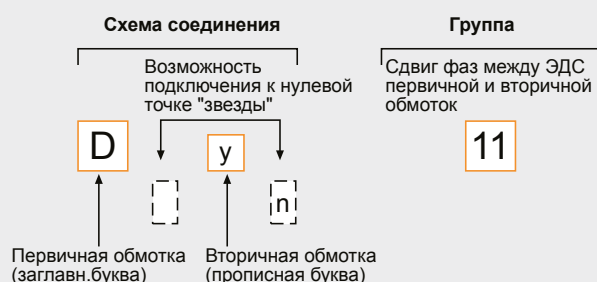 Схема соединения
Группа
Возможность
подключения к нулевой
точке "звезды"
Сдвиг фаз между ЭДС
первичной и вторичной
обмоток
D
y
n
11
Первичная обмотка
(заглавн.буква)
Вторичная обмотка
(прописная буква)